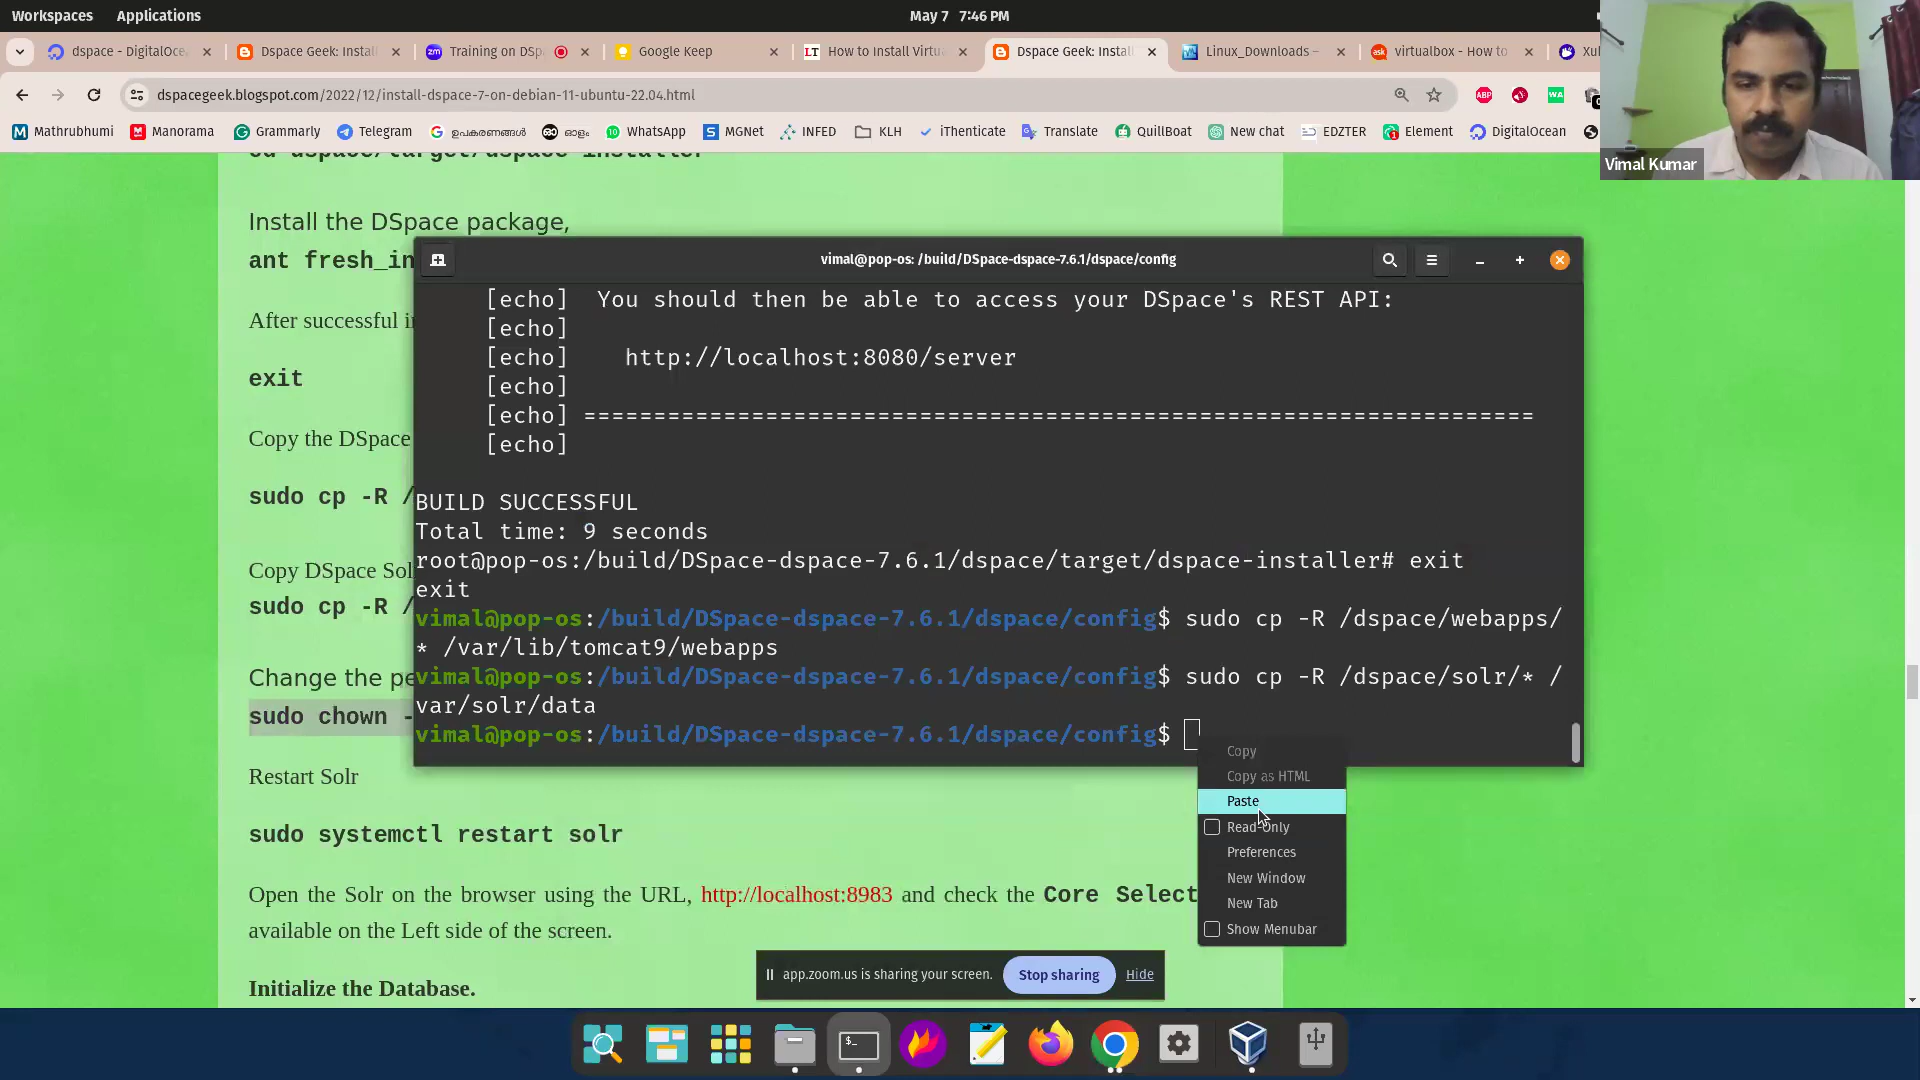 Workspaces Applications May 7 7:46 PM
dspace - DigitalOce Dspace Geek: Instal Training on DSp Google Keep How to Install Virtu Dspace Geek: Instal Linux_Downloads – virtualbox - How to Xu
dspacegeek.blogspot.com/2022/12/install-dspace-7-on-debian-11-ubuntu-22.04.html
ABP WA
Mathrubhumi Manorama Grammarly Telegram ഉപകരണങ്ങൾ ഓളം WhatsApp MGNet INFED KLH iThenticate Translate QuillBoat New chat EDZTER Element DigitalOcean
Vimal Kumar
cd dspace/target/dspace-installer
Install the DSpace package,
ant fresh_in
After successful in
exit
Copy the DSpace
sudo cp -R /
Copy DSpace Sol
sudo cp -R /
Change the pe
sudo chown -
Restart Solr
sudo systemctl restart solr
Open the Solr on the browser using the URL, http://localhost:8983 and check the Core Select
available on the Left side of the screen.
Initialize the Database.
vimal@pop-os: /build/DSpace-dspace-7.6.1/dspace/config
[echo] You should then be able to access your DSpace's REST API:
[echo]
[echo] http://localhost:8080/server
[echo]
[echo] ====================================================================
[echo]
BUILD SUCCESSFUL
Total time: 9 seconds
root@pop-os:/build/DSpace-dspace-7.6.1/dspace/target/dspace-installer# exit
exit
vimal@pop-os:/build/DSpace-dspace-7.6.1/dspace/config$ sudo cp -R /dspace/webapps/
* /var/lib/tomcat9/webapps
vimal@pop-os:/build/DSpace-dspace-7.6.1/dspace/config$ sudo cp -R /dspace/solr/* /
var/solr/data
vimal@pop-os:/build/DSpace-dspace-7.6.1/dspace/config$
Copy
Copy as HTML
Paste
Read-Only
Preferences
New Window
New Tab
Show Menubar
app.zoom.us is sharing your screen. Stop sharing Hide